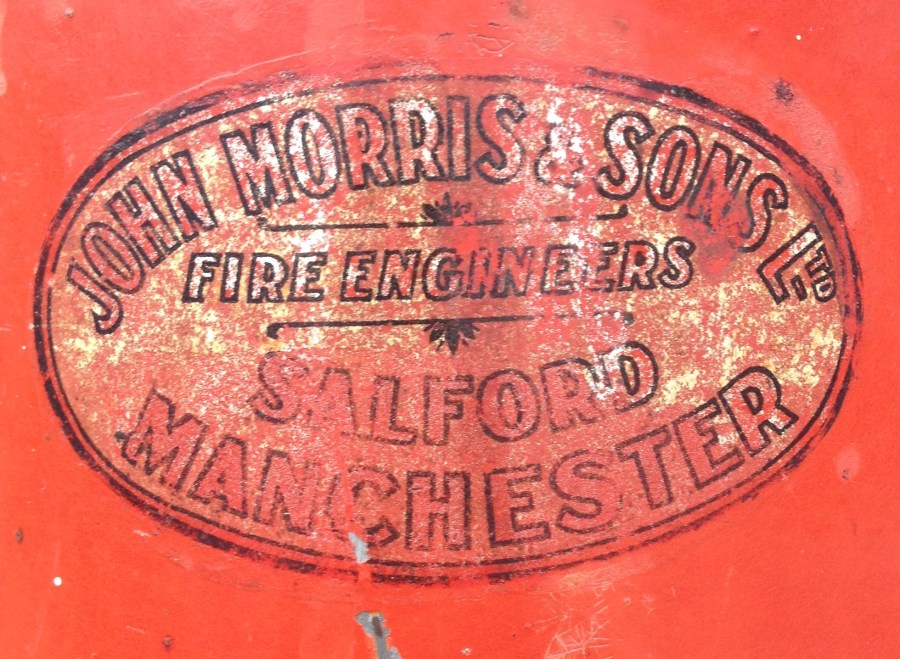 JOHN MORRIS & SONS LTD
FIRE ENGINEERS
SALFORD
MANCHESTER